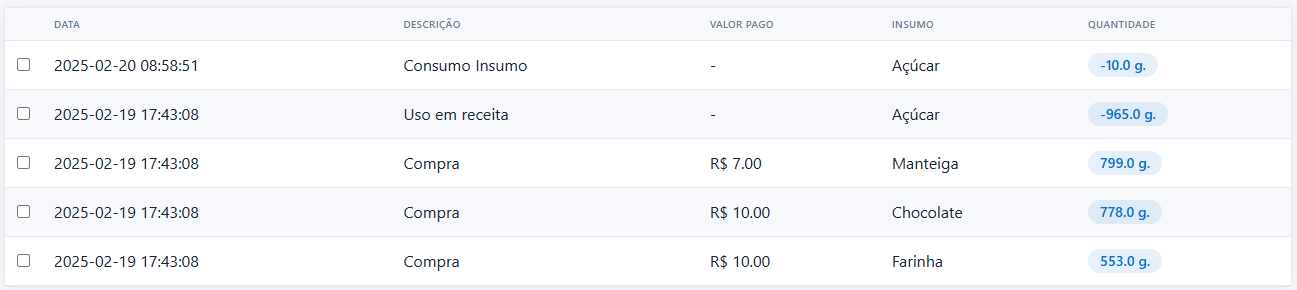 DATA DESCRIÇÃO VALOR PAGO INSUMO QUANTIDADE
2025-02-20 08:58:51 Consumo Insumo - Açúcar -10.0 g.
2025-02-19 17:43:08 Uso em receita - Açúcar -965.0 g.
2025-02-19 17:43:08 Compra R$ 7.00 Manteiga 799.0 g.
2025-02-19 17:43:08 Compra R$ 10.00 Chocolate 778.0 g.
2025-02-19 17:43:08 Compra R$ 10.00 Farinha 553.0 g.